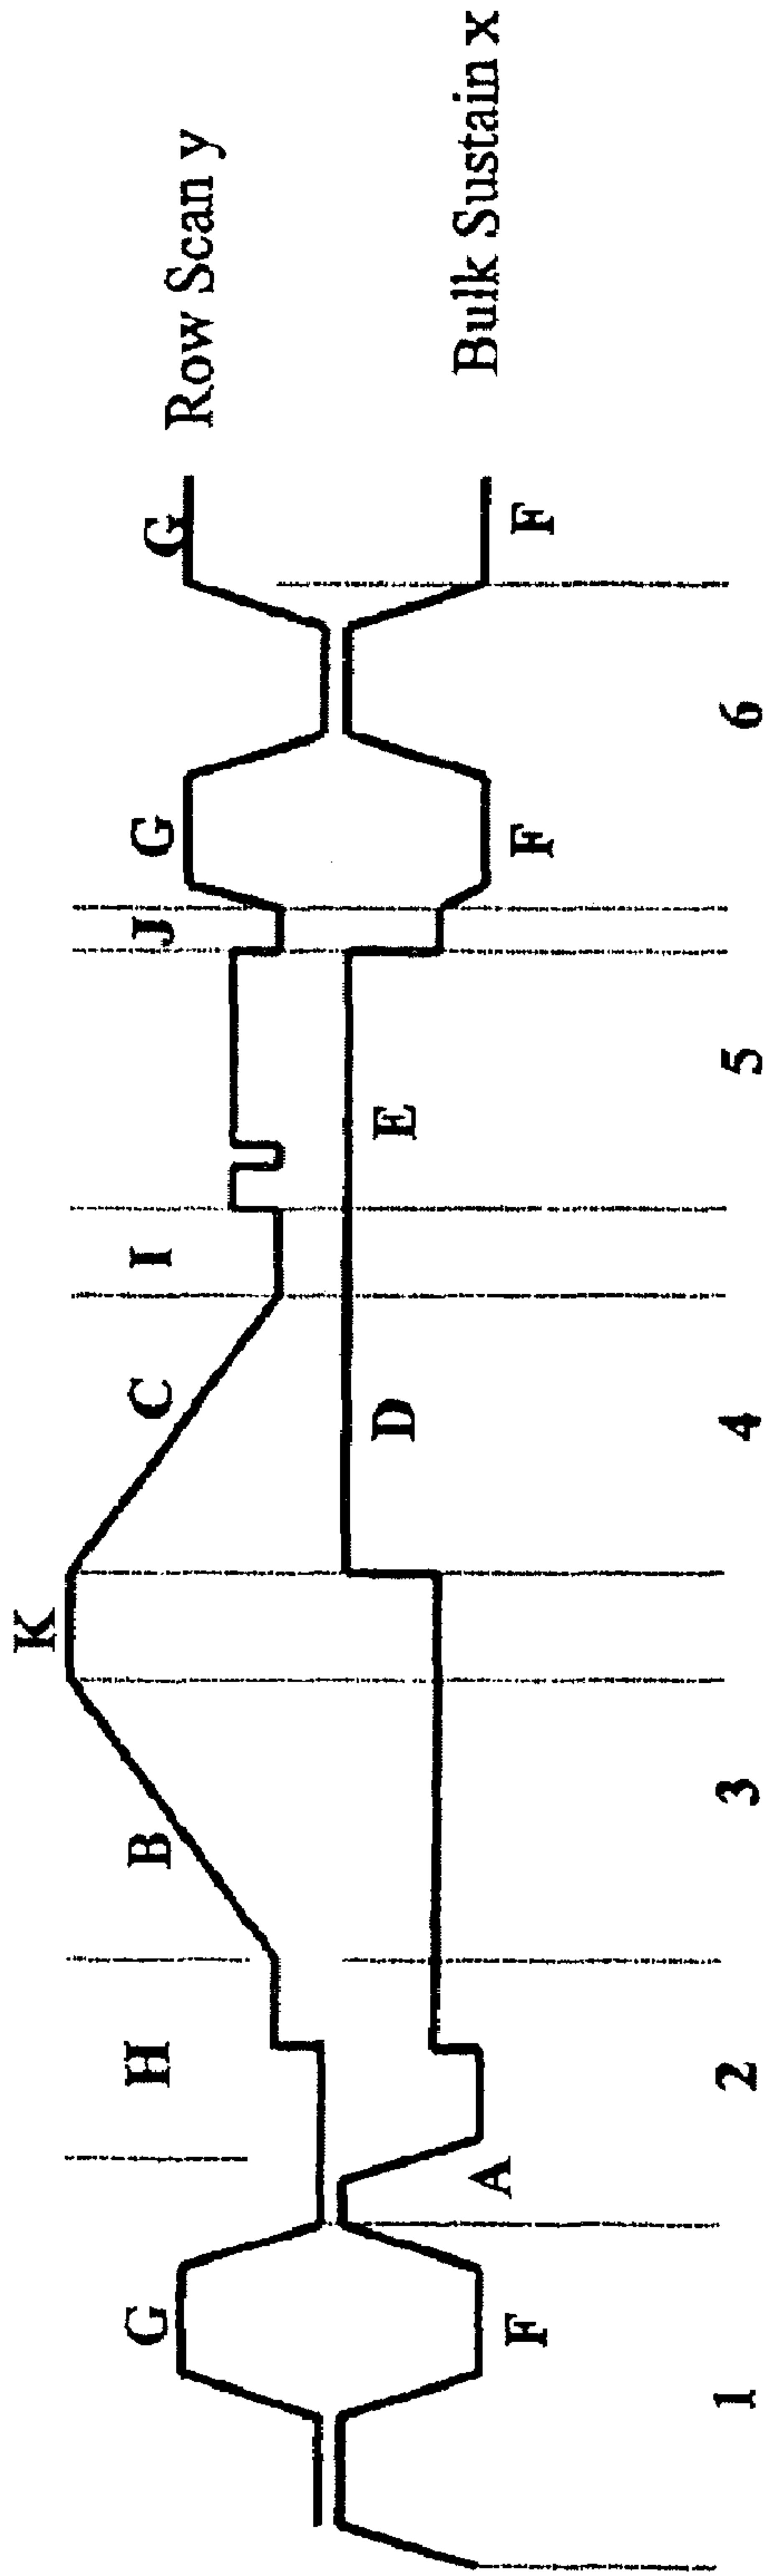 K
G H B C I J G G Row Scan y
D E
A F F F Bulk Sustain x
1 2 3 4 5 6